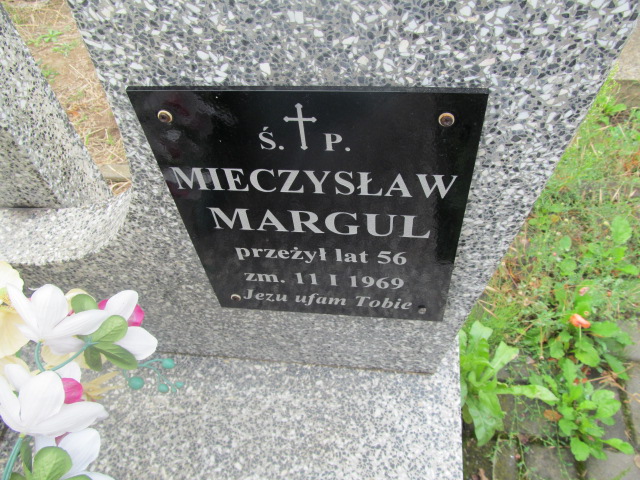 Ś. P.
MIECZYSŁAW
MARGUL
przeżył lat 56
zm. 11 I 1969
Jezu ufam Tobie